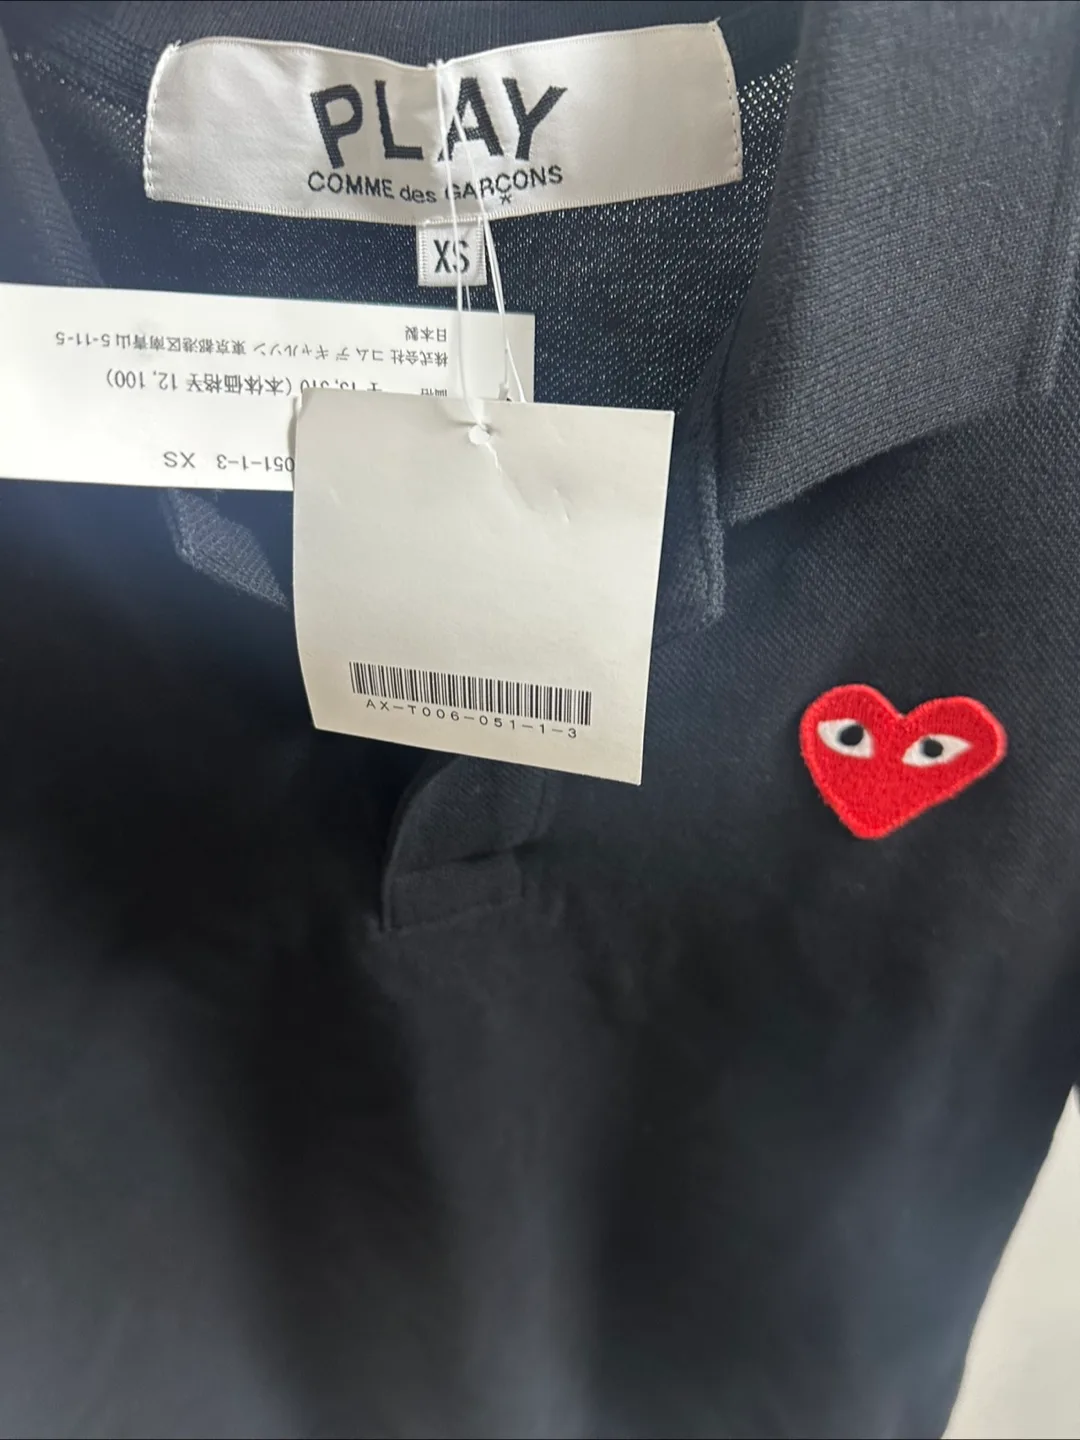 PLAY
COMME des GARÇONS
XS
051-1-3 XS
¥ 13,310 (本体価格¥ 12,100)
株式会社 コム デ ギャルソン 東京都港区南青山 5-11-5
日本製
AX-T006-051-1-3